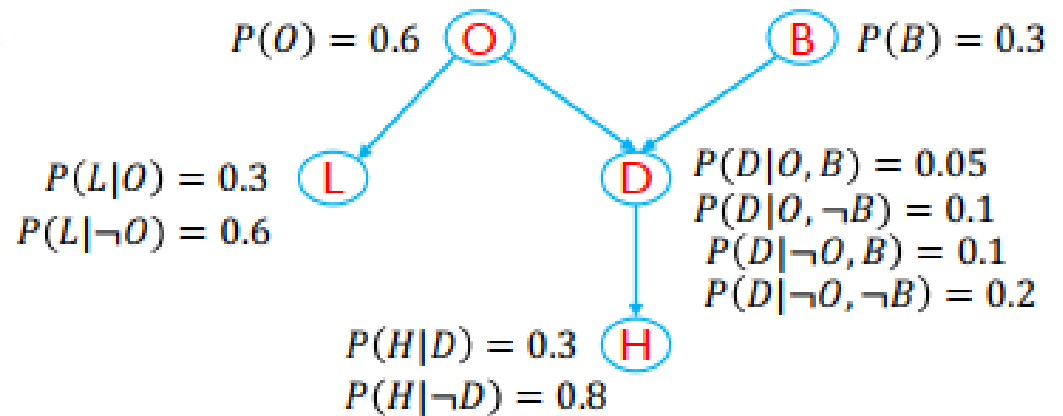 P(O) = 0.6 O B P(B) = 0.3
P(L|O) = 0.3 L D P(D|O, B) = 0.05
P(L|¬O) = 0.6 P(D|O, ¬B) = 0.1
P(D|¬O, B) = 0.1
P(D|¬O, ¬B) = 0.2
P(H|D) = 0.3 H
P(H|¬D) = 0.8